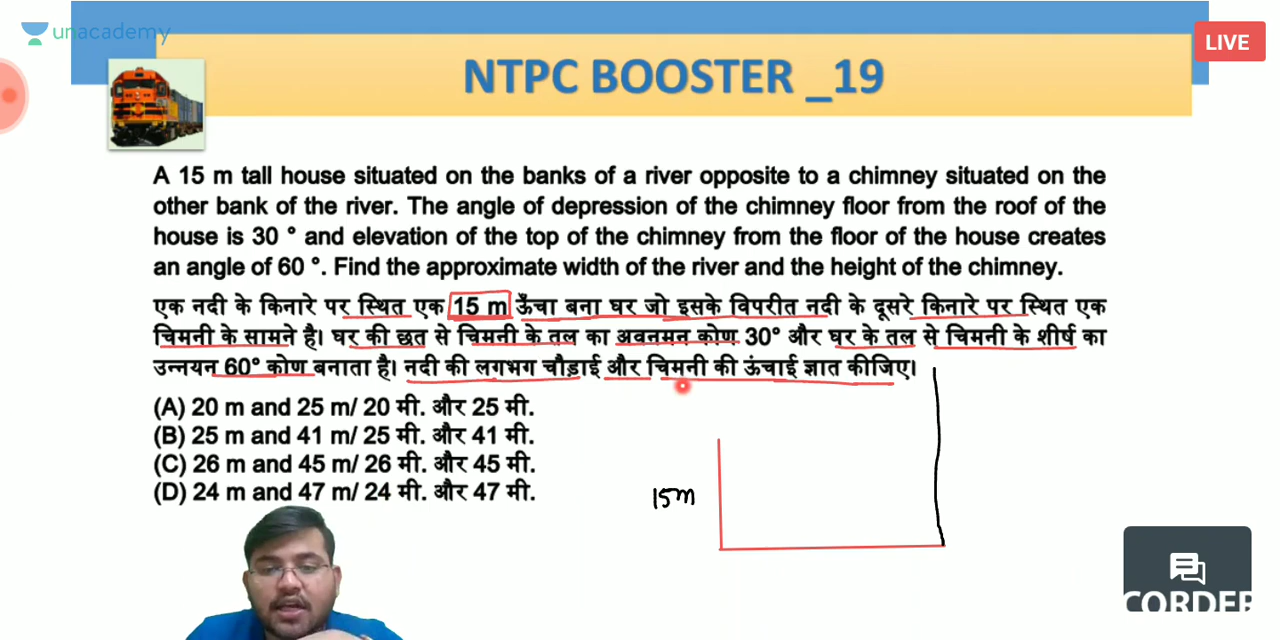 unacademy
LIVE
NTPC BOOSTER _19
A 15 m tall house situated on the banks of a river opposite to a chimney situated on the
other bank of the river. The angle of depression of the chimney floor from the roof of the
house is 30 ° and elevation of the top of the chimney from the floor of the house creates
an angle of 60 °. Find the approximate width of the river and the height of the chimney.
एक नदी के किनारे पर स्थित एक 15 m ऊँचा बना घर जो इसके विपरीत नदी के दूसरे किनारे पर स्थित एक
चिमनी के सामने है। घर की छत से चिमनी के तल का अवनमन कोण 30° और घर के तल से चिमनी के शीर्ष का
उन्नयन 60° कोण बनाता है। नदी की लगभग चौड़ाई और चिमनी की ऊंचाई ज्ञात कीजिए।
(A) 20 m and 25 m/ 20 मी. और 25 मी.
(B) 25 m and 41 m/ 25 मी. और 41 मी.
(C) 26 m and 45 m/ 26 मी. और 45 मी.
(D) 24 m and 47 m/ 24 मी. और 47 मी.
15m
CORDER